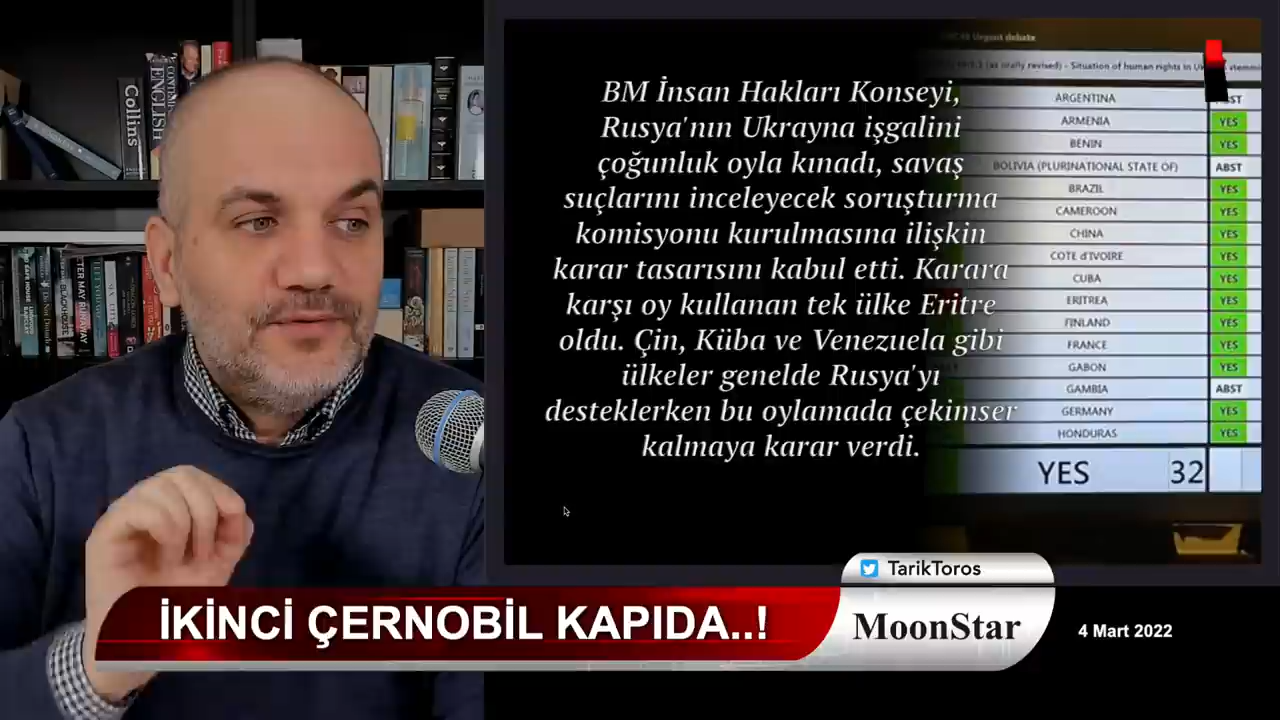 BM İnsan Hakları Konseyi,
Rusya'nın Ukrayna işgalini
çoğunluk oyla kınadı, savaş
suçlarını inceleyecek soruşturma
komisyonu kurulmasına ilişkin
karar tasarısını kabul etti. Karara
karşı oy kullanan tek ülke Eritre
oldu. Çin, Küba ve Venezuela gibi
ülkeler genelde Rusya'yı
desteklerken bu oylamada çekimser
kalmaya karar verdi.
Urgent debate
(as orally revised) - Situation of human rights in
ARGENTINA
ARMENIA YES
BENIN YES
BOLIVIA (PLURINATIONAL STATE OF) ABST
BRAZIL YES
CAMEROON YES
CHINA YES
COTE d'IVOIRE YES
CUBA YES
ERITREA YES
FINLAND YES
FRANCE YES
GABON YES
GAMBIA ABST
GERMANY YES
HONDURAS YES
YES 32
Collins
ENGLISH
TarikToros
İKİNCİ ÇERNOBİL KAPIDA..!
MoonStar
4 Mart 2022